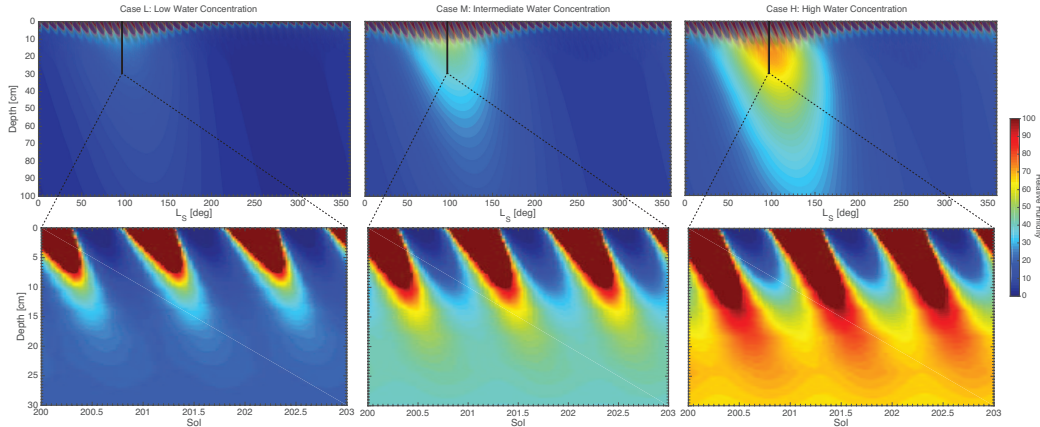 Case L: Low Water Concentration
Case M: Intermediate Water Concentration
Case H: High Water Concentration
0
10
20
30
40
50
60
70
80
90
100
Depth [cm]
0 50 100 150 200 250 300 350
L_S [deg]
0 50 100 150 200 250 300 350
L_S [deg]
0 50 100 150 200 250 300 350
L_S [deg]
100
90
80
70
60
50
40
30
20
10
0
Relative Humidity
0
5
10
15
20
25
30
Depth [cm]
200 200.5 201 201.5 202 202.5 203
Sol
200 200.5 201 201.5 202 202.5 203
Sol
200 200.5 201 201.5 202 202.5 203
Sol